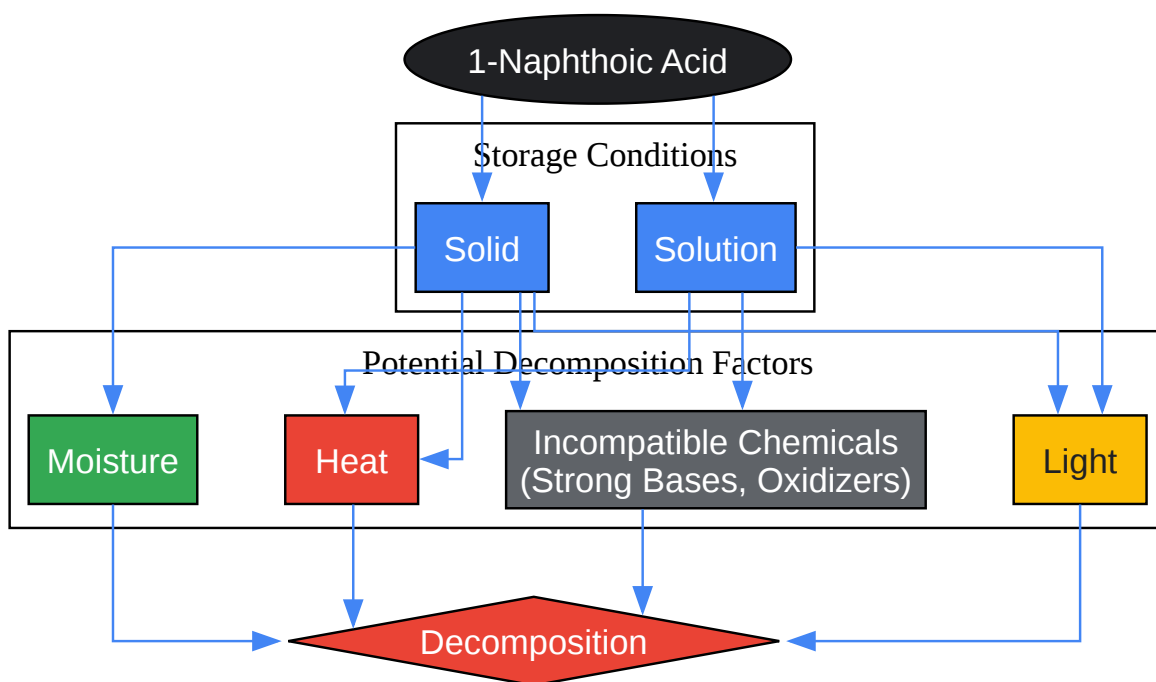 1-Naphthoic Acid
Storage Conditions
Solid
Solution
Potential Decomposition Factors
Moisture
Heat
Incompatible Chemicals
(Strong Bases, Oxidizers)
Light
Decomposition